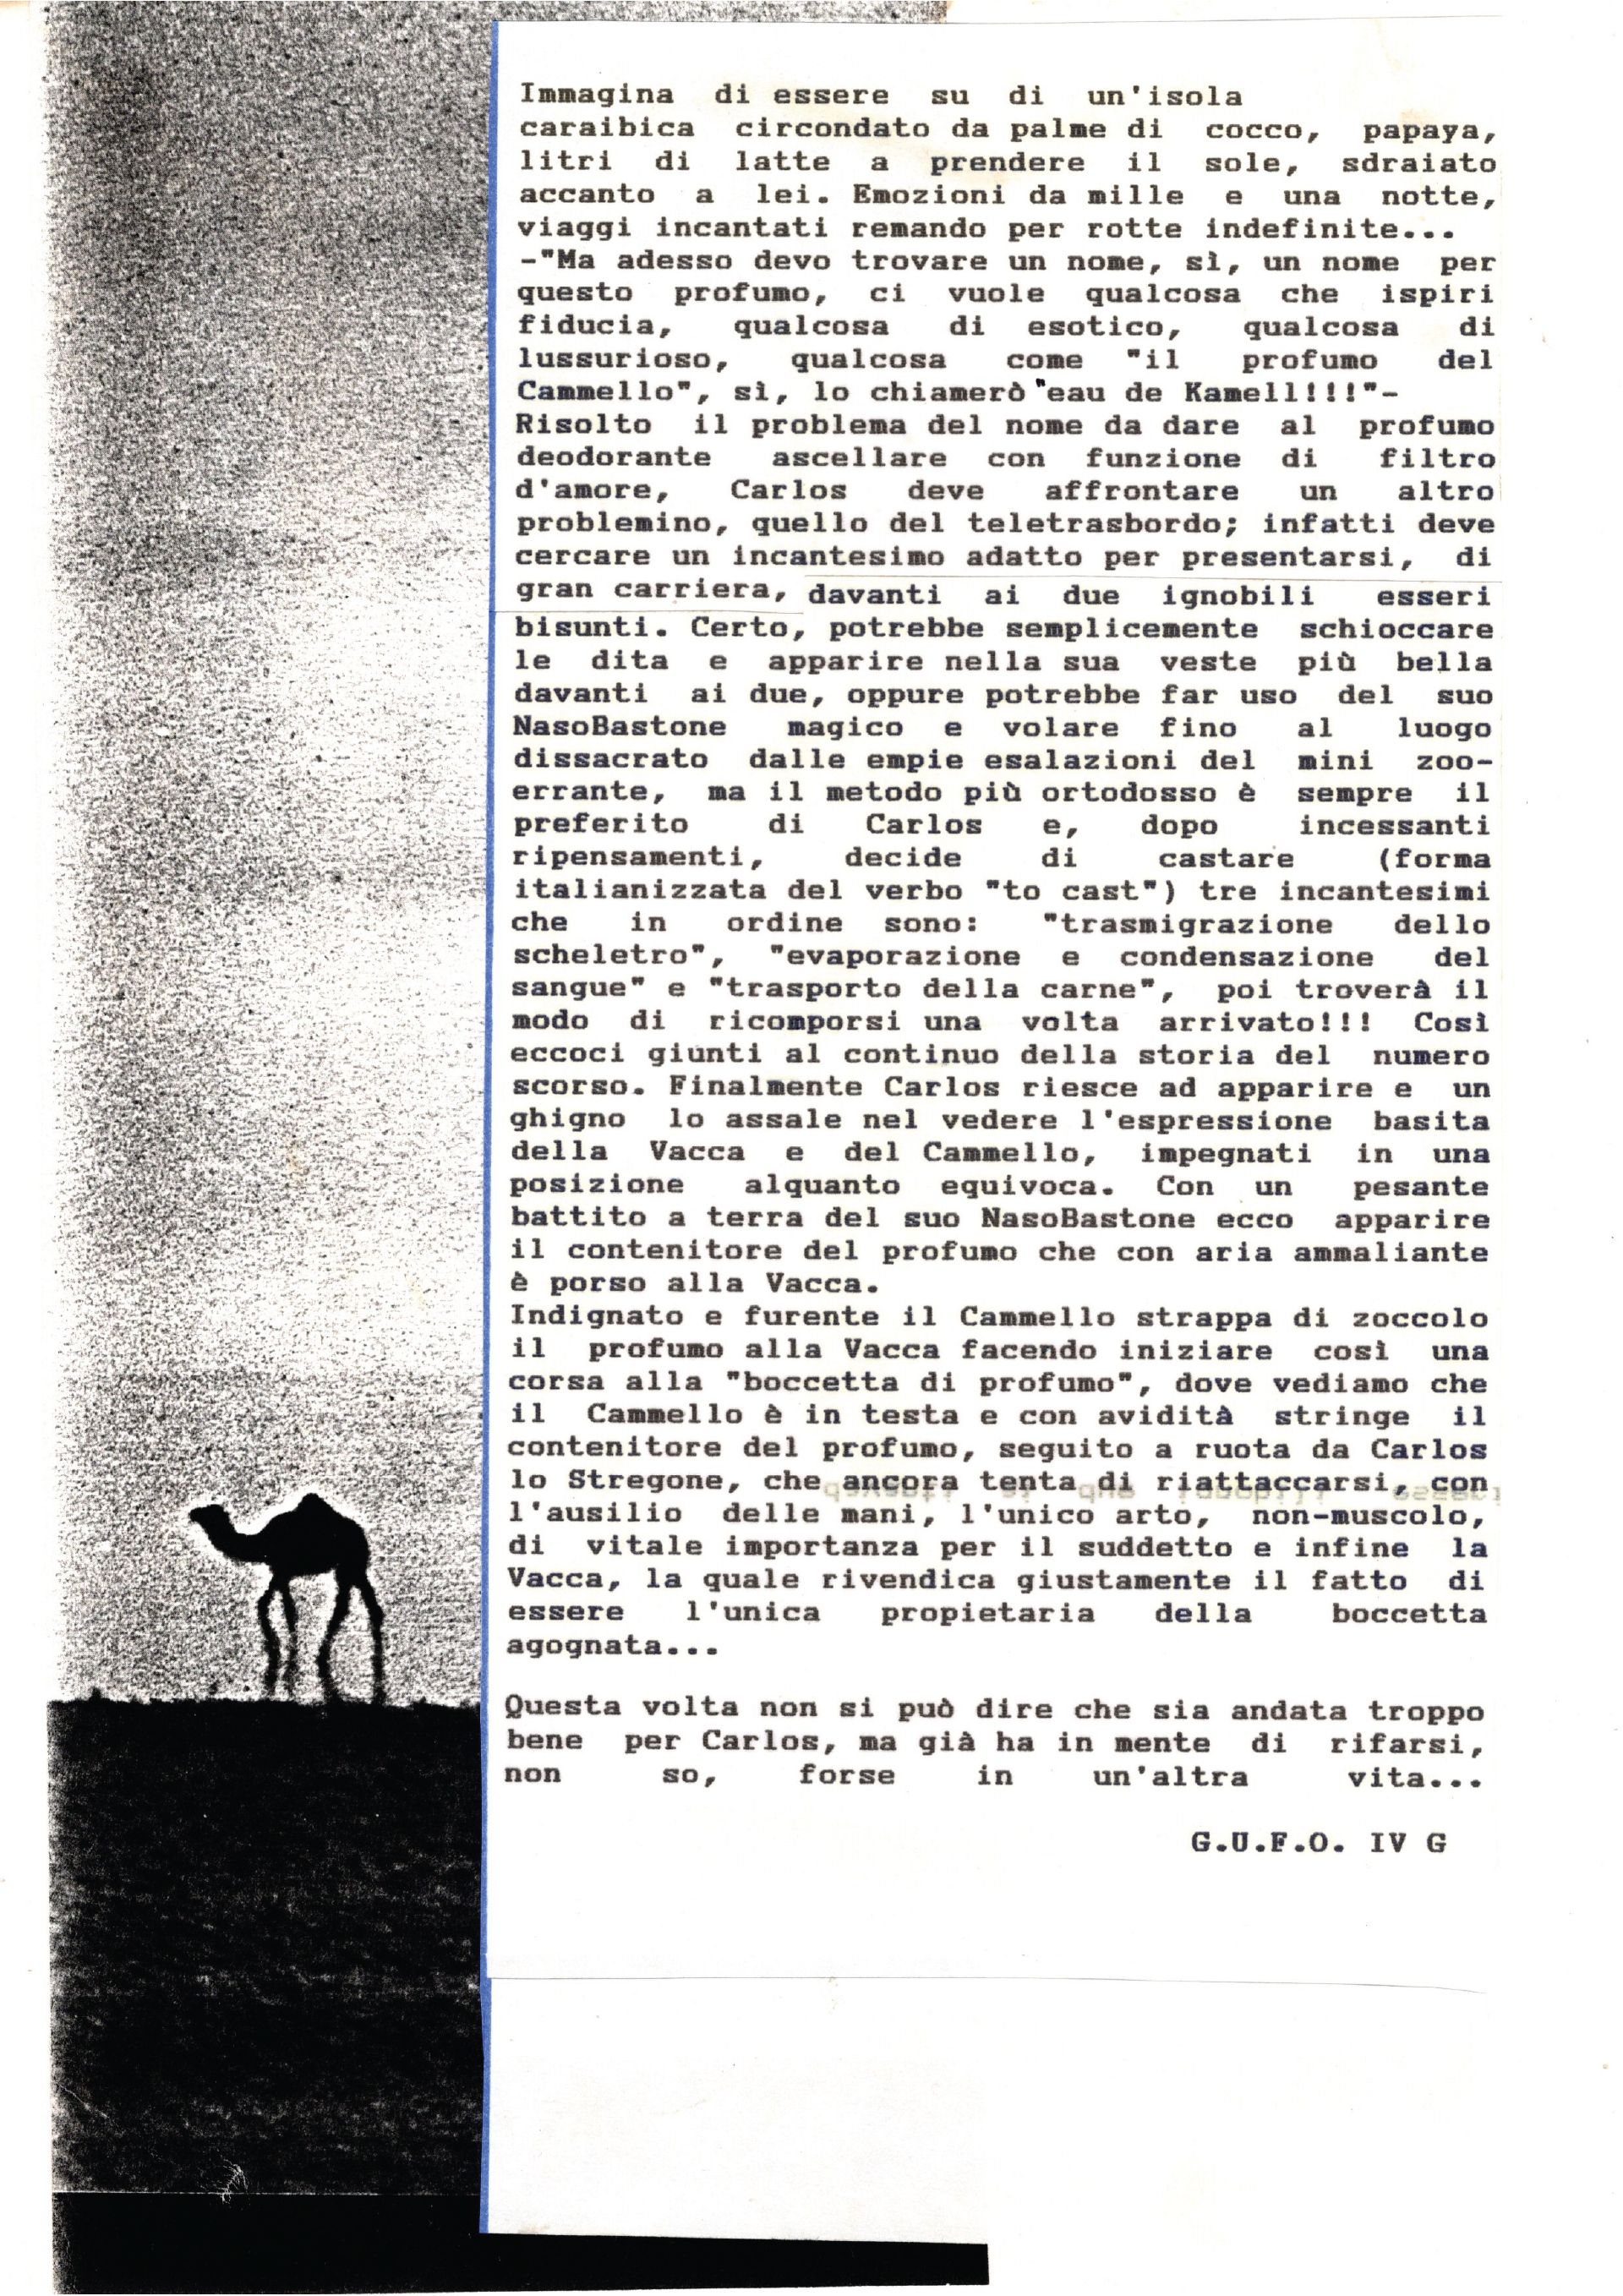 Immagina di essere su di un'isola
caraibica circondato da palme di cocco, papaya,
litri di latte a prendere il sole, sdraiato
accanto a lei. Emozioni da mille e una notte,
viaggi incantati remando per rotte indefinite...
-"Ma adesso devo trovare un nome, sì, un nome per
questo profumo, ci vuole qualcosa che ispiri
fiducia, qualcosa di esotico, qualcosa di
lussurioso, qualcosa come "il profumo del
Cammello", sì, lo chiamerò "eau de Kamell!!!"-
Risolto il problema del nome da dare al profumo
deodorante ascellare con funzione di filtro
d'amore, Carlos deve affrontare un altro
problemino, quello del teletrasbordo; infatti deve
cercare un incantesimo adatto per presentarsi, di
gran carriera, davanti ai due ignobili esseri
bisunti. Certo, potrebbe semplicemente schioccare
le dita e apparire nella sua veste più bella
davanti ai due, oppure potrebbe far uso del suo
NasoBastone magico e volare fino al luogo
dissacrato dalle empie esalazioni del mini zoo-
errante, ma il metodo più ortodosso è sempre il
preferito di Carlos e, dopo incessanti
ripensamenti, decide di castare (forma
italianizzata del verbo "to cast") tre incantesimi
che in ordine sono: "trasmigrazione dello
scheletro", "evaporazione e condensazione del
sangue" e "trasporto della carne", poi troverà il
modo di ricomporsi una volta arrivato!!! Così
eccoci giunti al continuo della storia del numero
scorso. Finalmente Carlos riesce ad apparire e un
ghigno lo assale nel vedere l'espressione basita
della Vacca e del Cammello, impegnati in una
posizione alquanto equivoca. Con un pesante
battito a terra del suo NasoBastone ecco apparire
il contenitore del profumo che con aria ammaliante
è porso alla Vacca.
Indignato e furente il Cammello strappa di zoccolo
il profumo alla Vacca facendo iniziare così una
corsa alla "boccetta di profumo", dove vediamo che
il Cammello è in testa e con avidità stringe il
contenitore del profumo, seguito a ruota da Carlos
lo Stregone, che ancora tenta di riattaccarsi, con
l'ausilio delle mani, l'unico arto, non-muscolo,
di vitale importanza per il suddetto e infine la
Vacca, la quale rivendica giustamente il fatto di
essere l'unica propietaria della boccetta
agognata...
Questa volta non si può dire che sia andata troppo
bene per Carlos, ma già ha in mente di rifarsi,
non so, forse in un'altra vita...
G.U.F.O. IV G